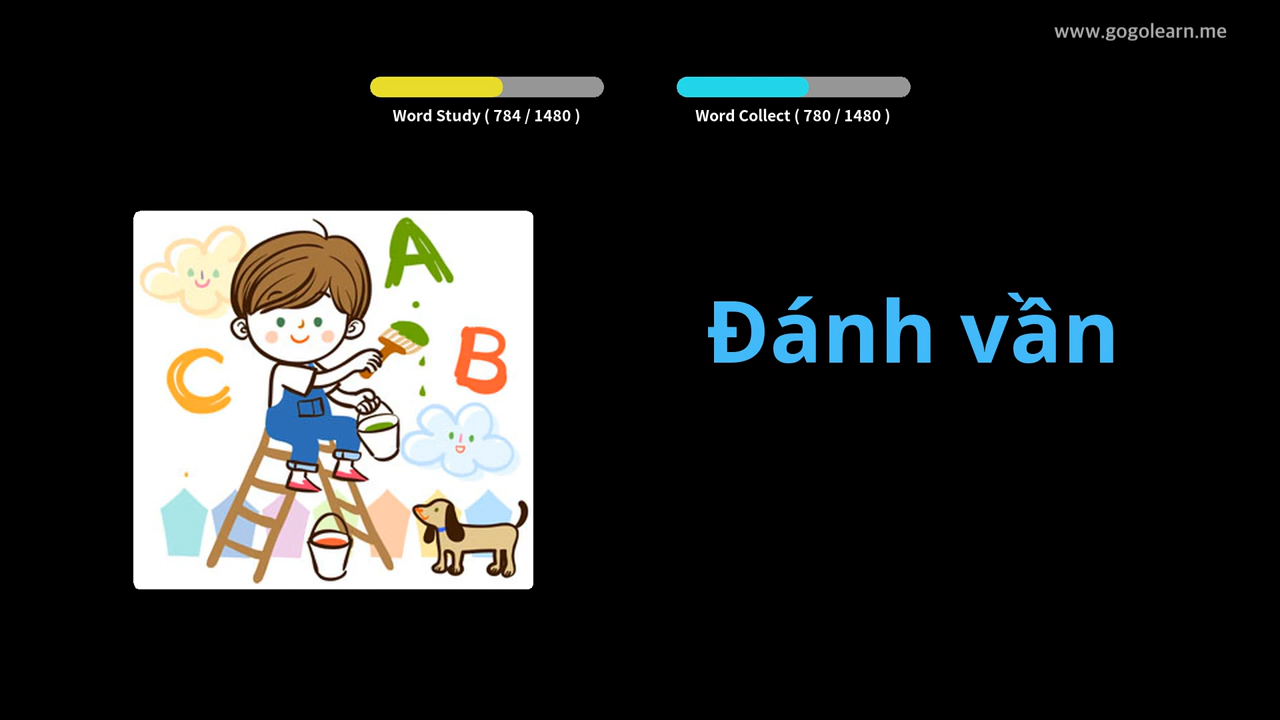 www.gogolearn.me
Word Study ( 784 / 1480 )
Word Collect ( 780 / 1480 )
A
B
C
Đánh vần